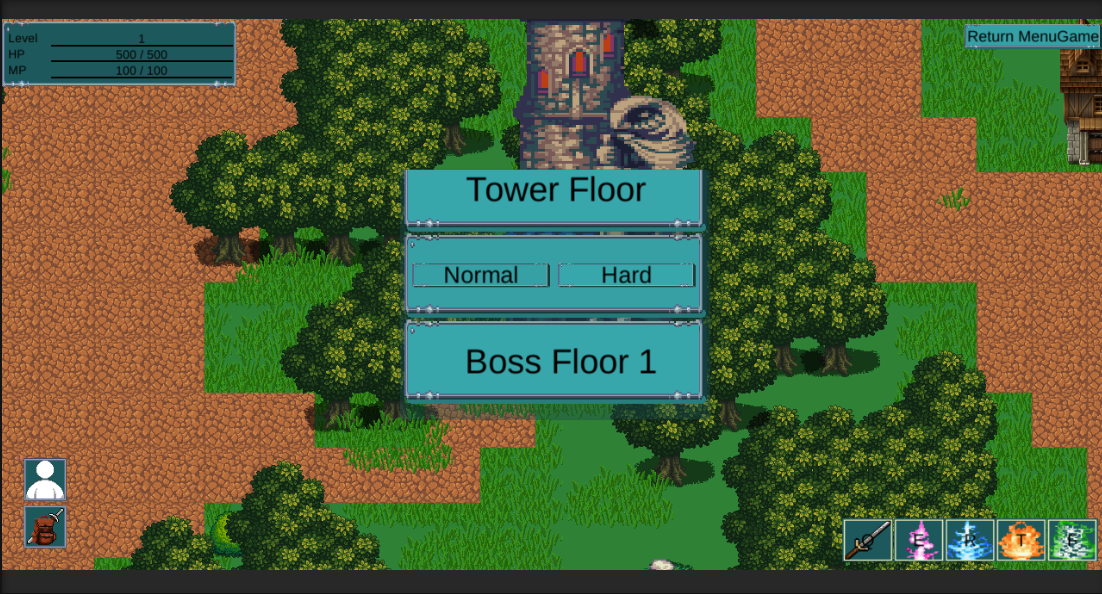 Level 1
HP 500 / 500
MP 100 / 100
Return MenuGame
Tower Floor
Normal Hard
Boss Floor 1
E R T F